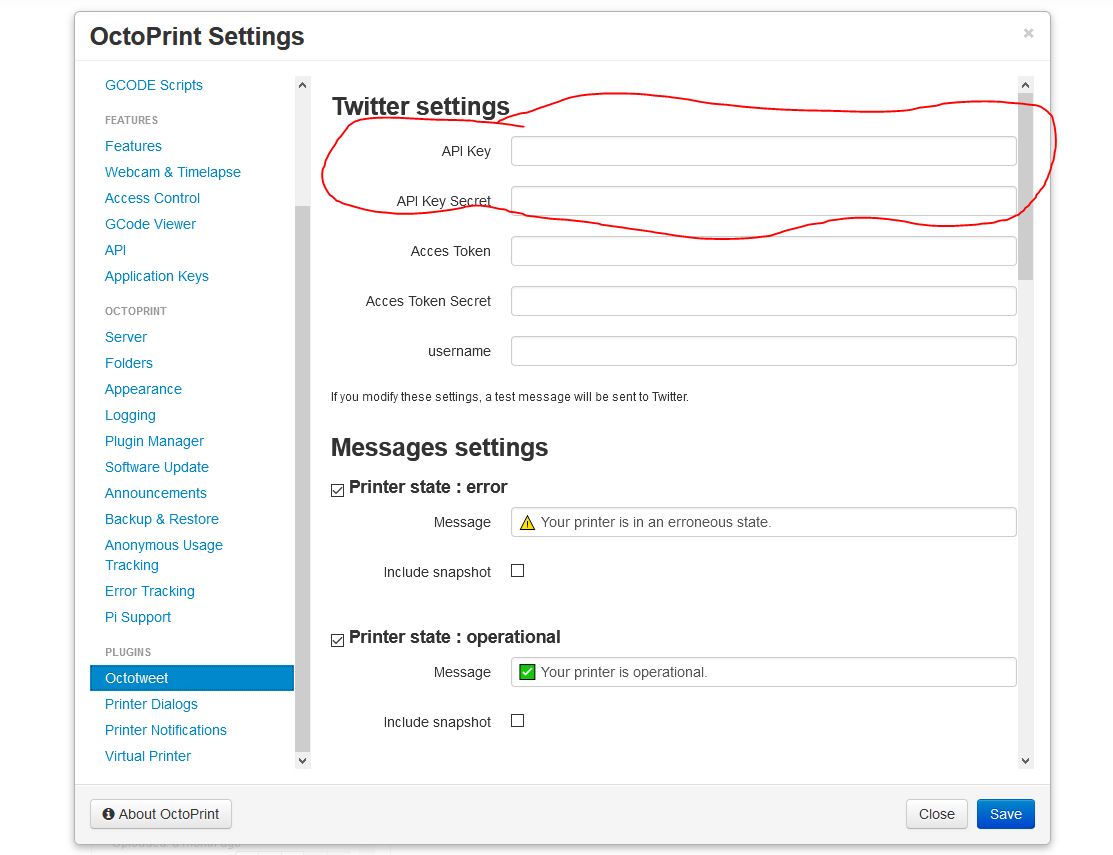 OctoPrint Settings ×
GCODE Scripts
FEATURES
Features
Webcam & Timelapse
Access Control
GCode Viewer
API
Application Keys
OCTOPRINT
Server
Folders
Appearance
Logging
Plugin Manager
Software Update
Announcements
Backup & Restore
Anonymous Usage
Tracking
Error Tracking
Pi Support
PLUGINS
Octotweet
Printer Dialogs
Printer Notifications
Virtual Printer
Twitter settings
API Key
API Key Secret
Acces Token
Acces Token Secret
username
If you modify these settings, a test message will be sent to Twitter.
Messages settings
Printer state : error
Message ⚠ Your printer is in an erroneous state.
Include snapshot
Printer state : operational
Message ✅ Your printer is operational.
Include snapshot
About OctoPrint
Close
Save
Uploaded: a month ago